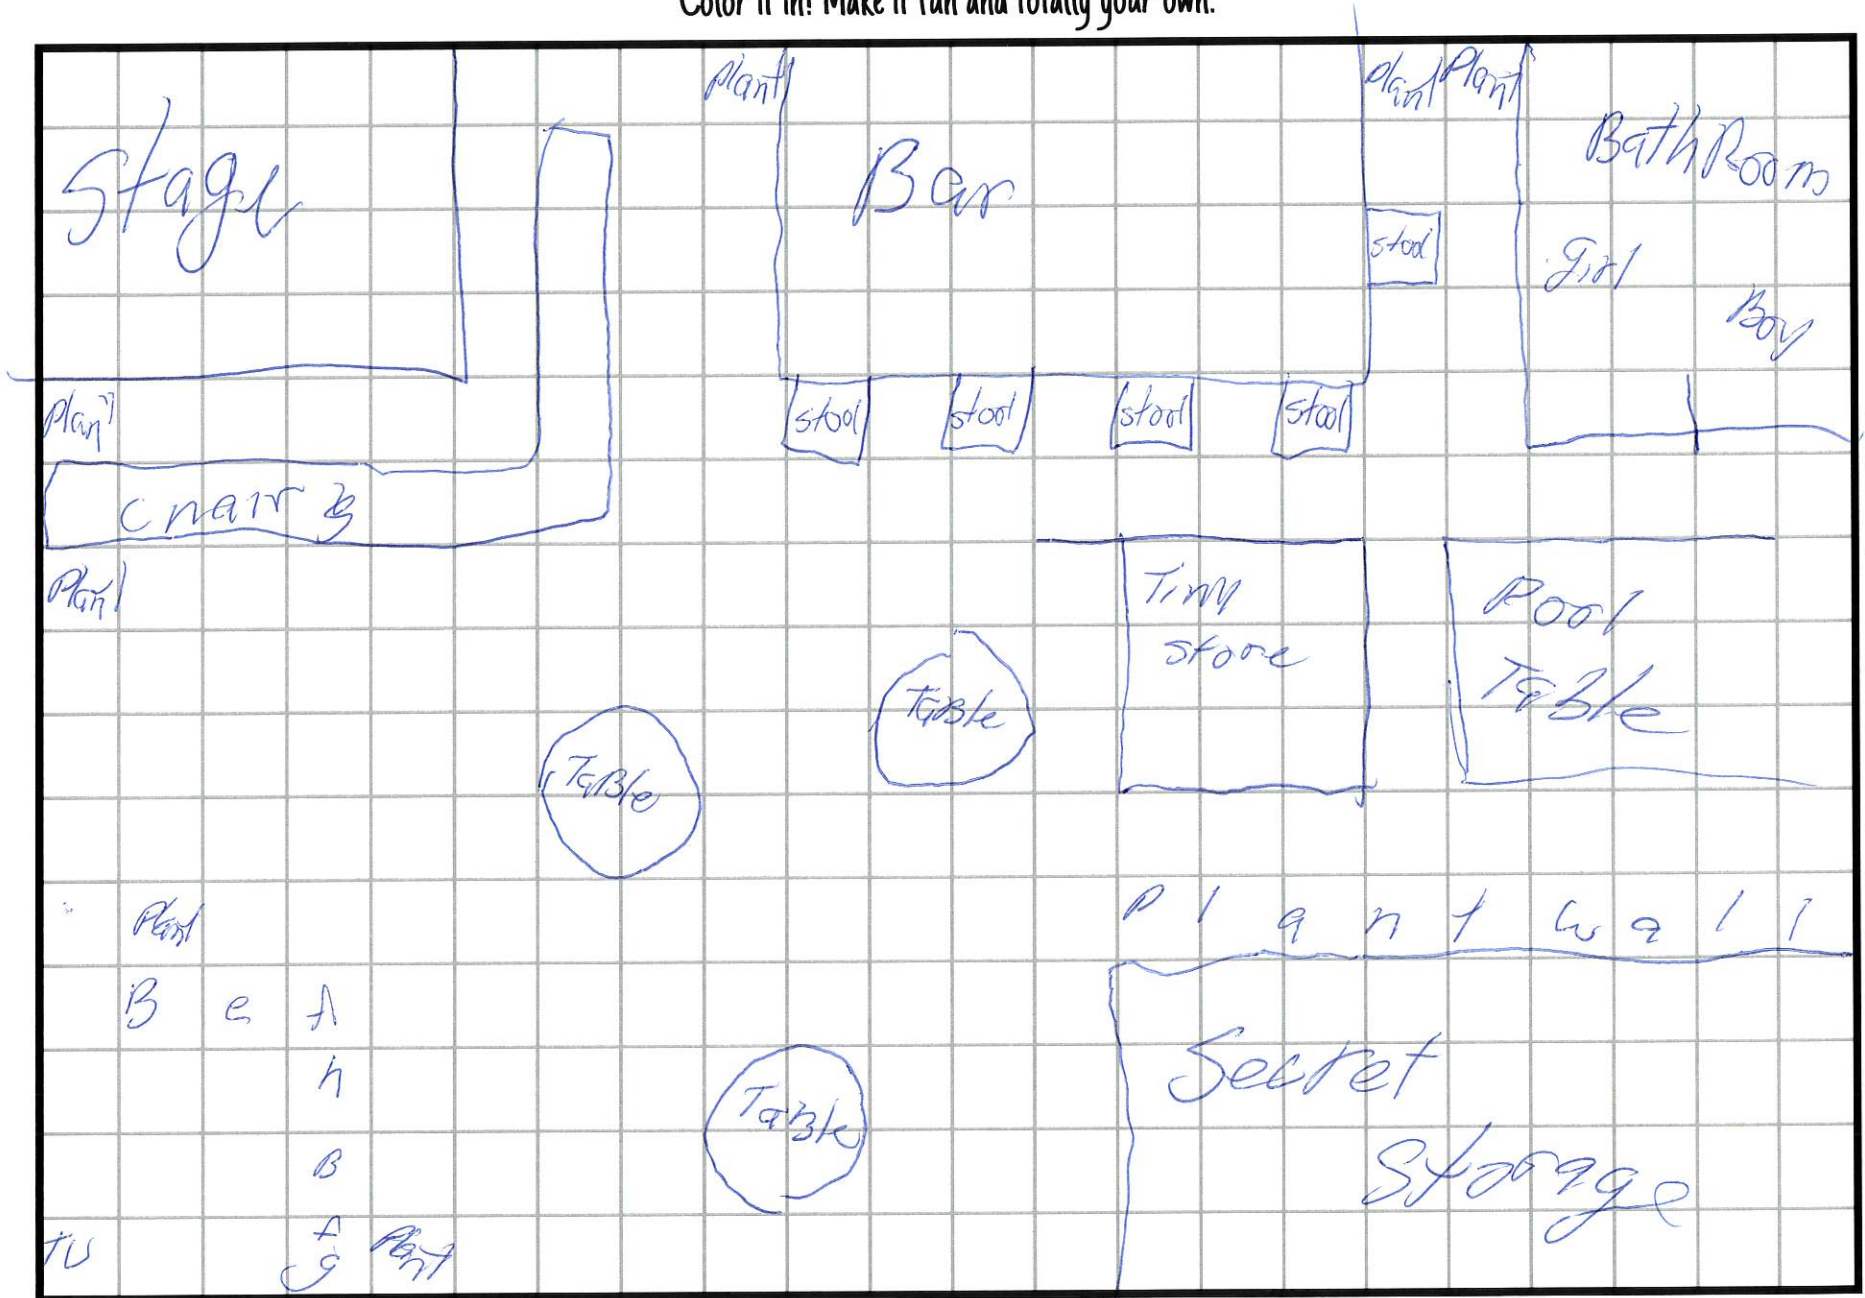 Color it in! Make it fun and totally your own.
Plant
Plant
Plant
Stage
Bar
BathRoom
stool
Girl
Boy
Plant
stool
stool
stool
stool
Chairs
Plant
Tiny
store
Pool
TaBle
TaBle
TaBle
Plant
Plant wall
B e A
n
B
A
g
Secret
Storage
TaBle
TV
Plant